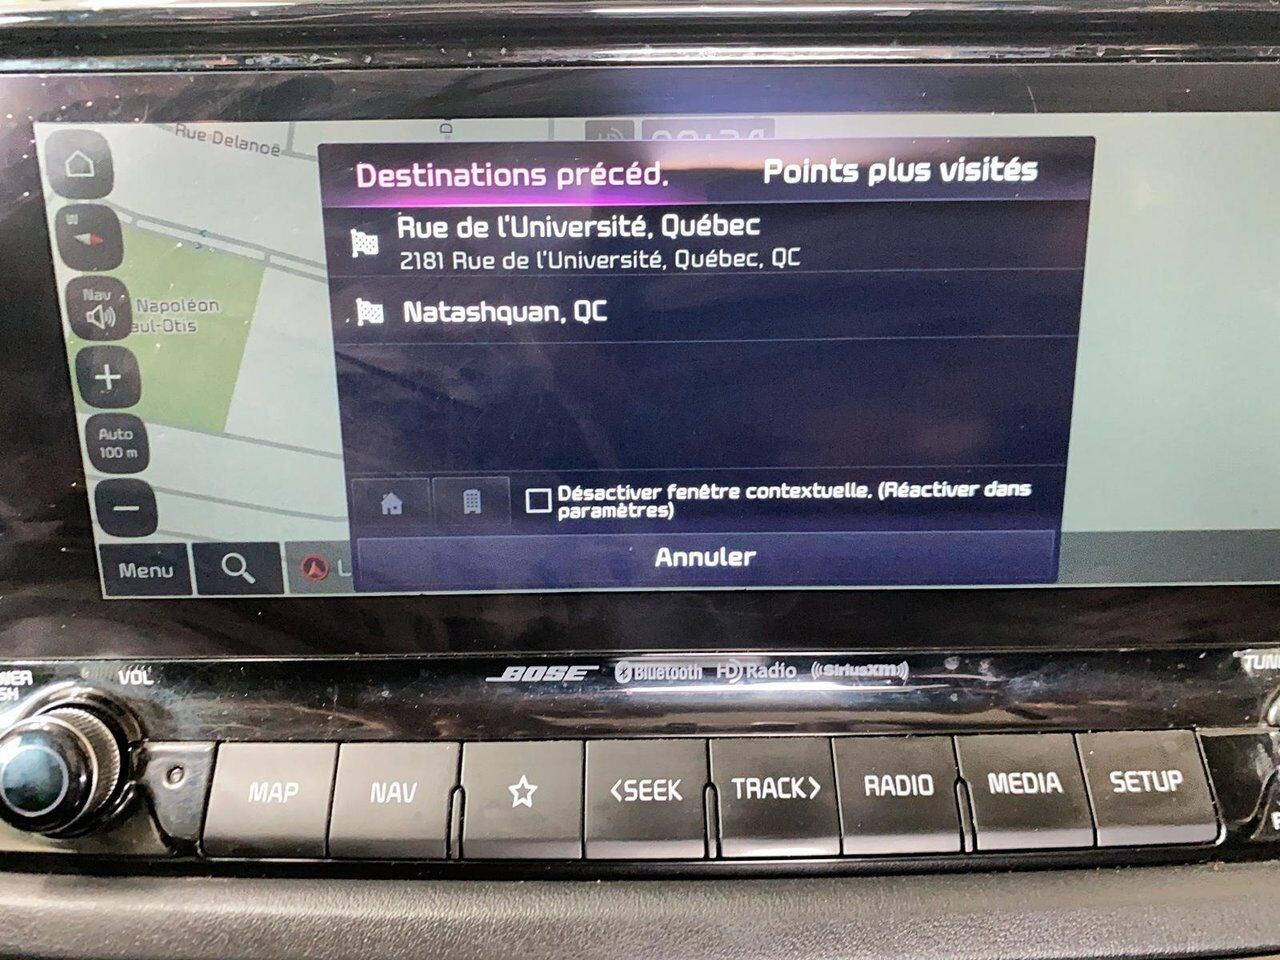 Rue Delanoë
Destinations précéd.
Points plus visités
W
Rue de l'Université, Québec
2181 Rue de l'Université, Québec, QC
Nav
Napoléon
Natashquan, QC
Auto
100 m
Désactiver fenêtre contextuelle. (Réactiver dans
paramètres)
Menu
L
Annuler
VOL
BOSE
Bluetooth
HD Radio
((SiriusXM))
MAP
NAV
<SEEK
TRACK>
RADIO
MEDIA
SETUP